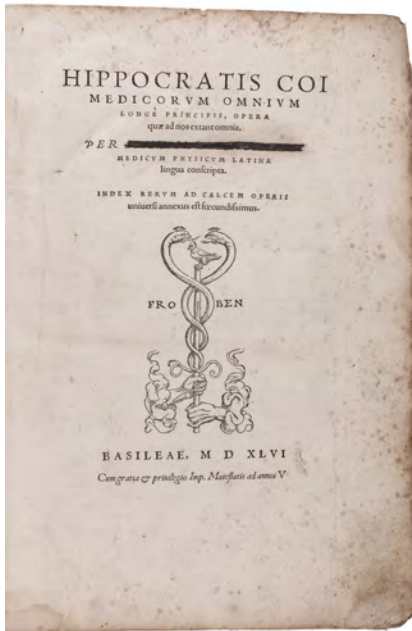 HIPPOCRATIS COI
MEDICORVM OMNIVM
LONGE PRINCIPIS, OPERA
quæ ad nos extant omnia.
PER
MEDICVM PHYSICVM LATINA
lingua conscripta.
INDEX RERVM AD CALCEM OPERIS
uniuersi annexus est fœcundissimus.
FRO BEN
BASILEAE, M D XLVI
Cum gratia & priuilegio Imp. Maiestatis ad annos V